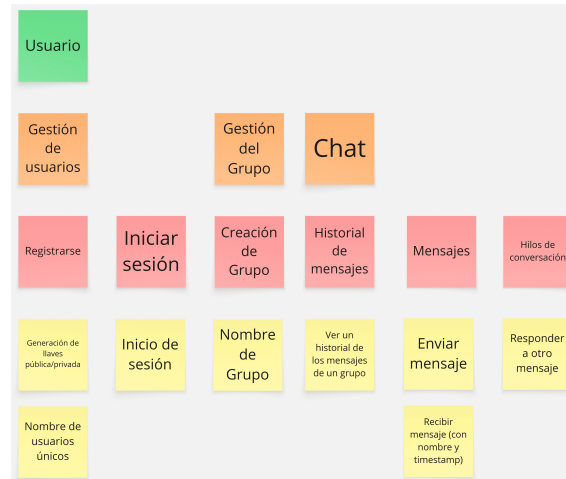 Usuario
Gestión
de
usuarios
Gestión
del
Grupo
Chat
Registrarse
Iniciar
sesión
Creación
de
Grupo
Historial
de
mensajes
Mensajes
Hilos de
conversación
Generación de
llaves
pública/privada
Inicio de
sesión
Nombre
de
Grupo
Ver un
historial de
los mensajes
de un grupo
Enviar
mensaje
Responder
a otro
mensaje
Nombre de
usuarios
únicos
Recibir
mensaje (con
nombre y
timestamp)